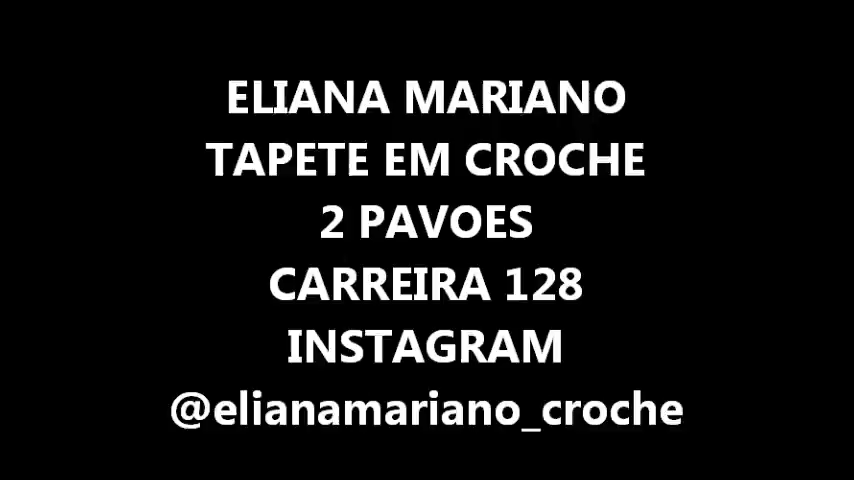 ELIANA MARIANO
TAPETE EM CROCHE
2 PAVOES
CARREIRA 128
INSTAGRAM
@elianamariano_croche